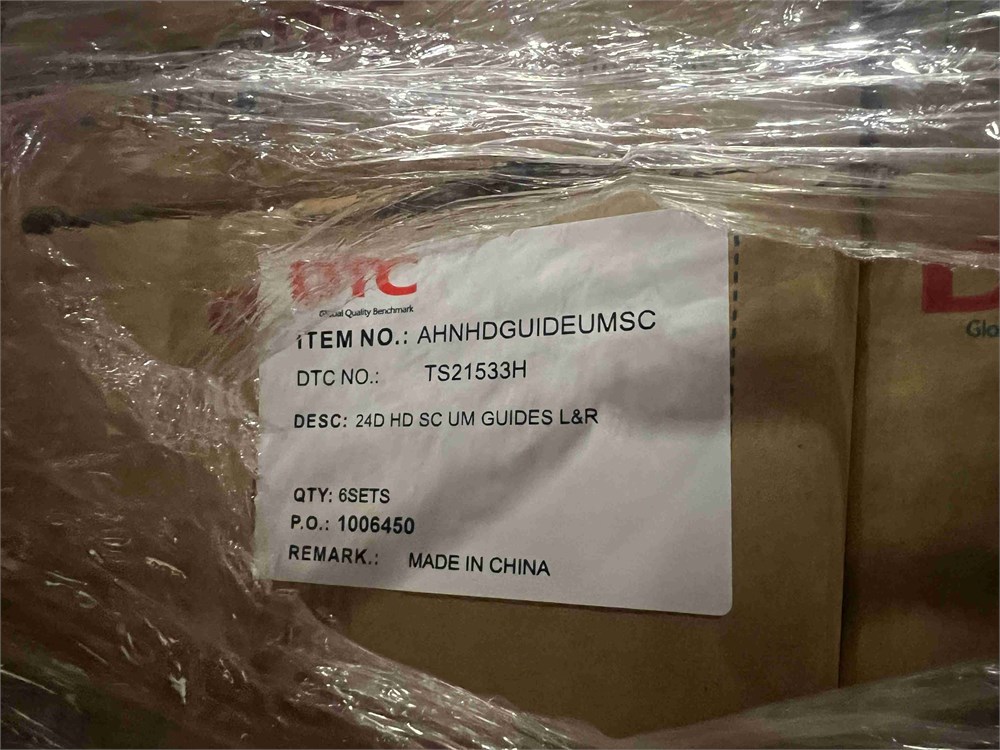 DTC
Global Quality Benchmark
ITEM NO.: AHNHDGUIDEUMSC
DTC NO.: TS21533H
DESC: 24D HD SC UM GUIDES L&R
QTY: 6SETS
P.O.: 1006450
REMARK.: MADE IN CHINA
D
Glo